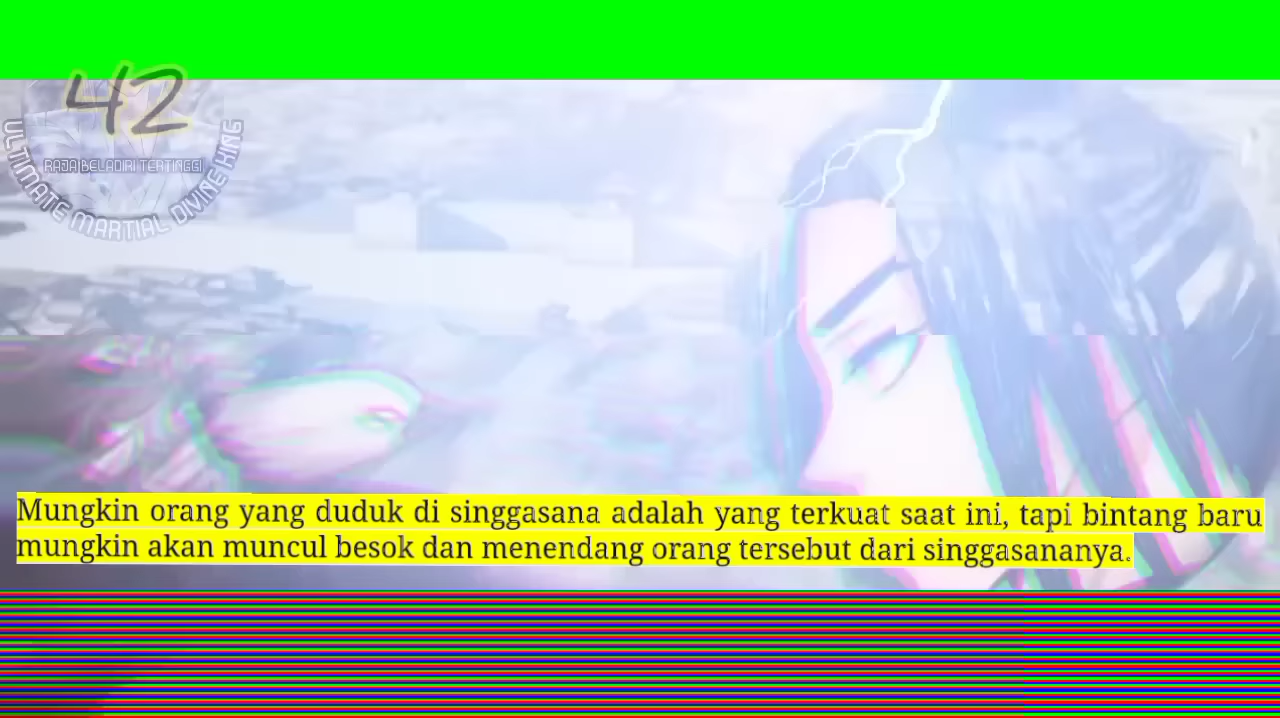 42
RAJA BELADIRI TERTINGGI
ULTIMATE MARTIAL DIVINE KING
Mungkin orang yang duduk di singgasana adalah yang terkuat saat ini, tapi bintang baru
mungkin akan muncul besok dan menendang orang tersebut dari singgasananya.